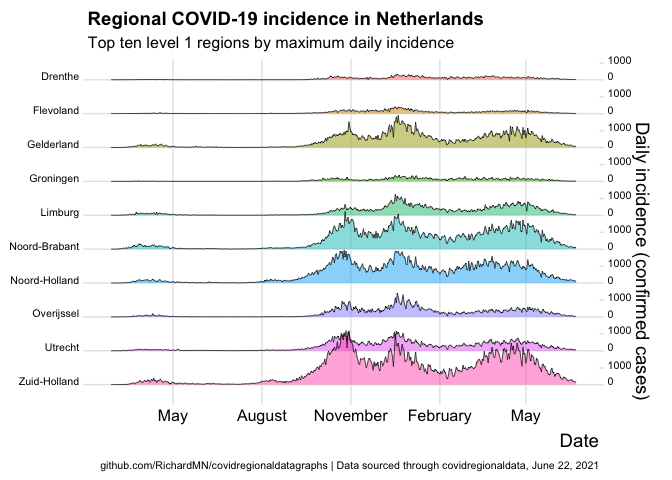 Regional COVID-19 incidence in Netherlands
Top ten level 1 regions by maximum daily incidence
Drenthe
Flevoland
Gelderland
Groningen
Limburg
Noord-Brabant
Noord-Holland
Overijssel
Utrecht
Zuid-Holland
1000
0
1000
0
1000
0
1000
0
1000
0
1000
0
1000
0
1000
0
1000
0
1000
0
Daily incidence (confirmed cases)
May August November February May
Date
github.com/RichardMN/covidregionaldatagraphs | Data sourced through covidregionaldata, June 22, 2021